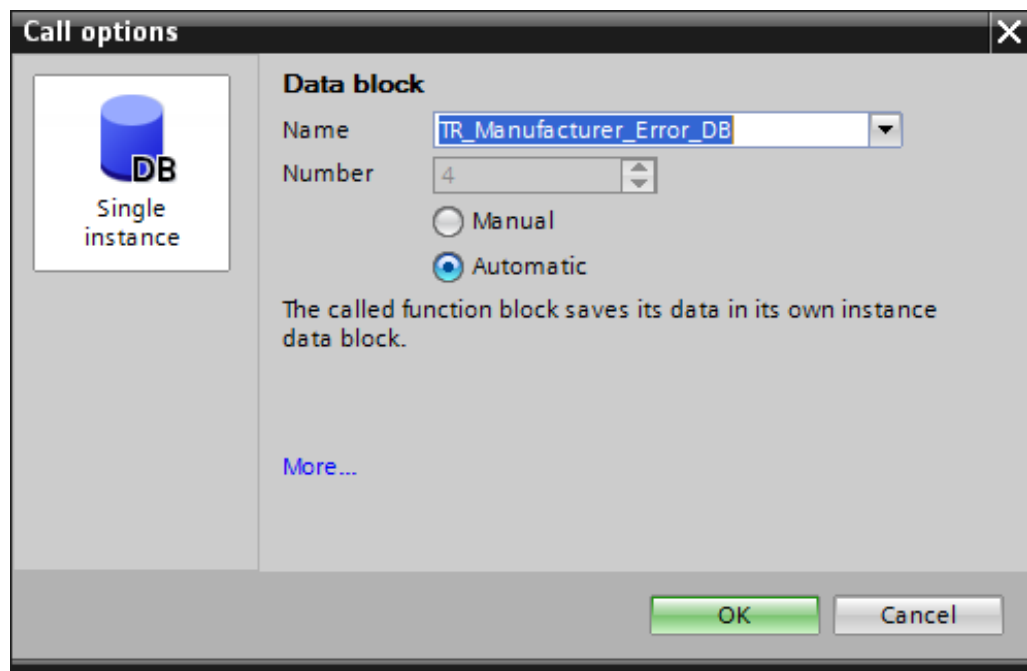 Call options
DB
Single
instance
Data block
Name
TR_Manufacturer_Error_DB
Number
4
Manual
Automatic
The called function block saves its data in its own instance
data block.
More...
OK
Cancel